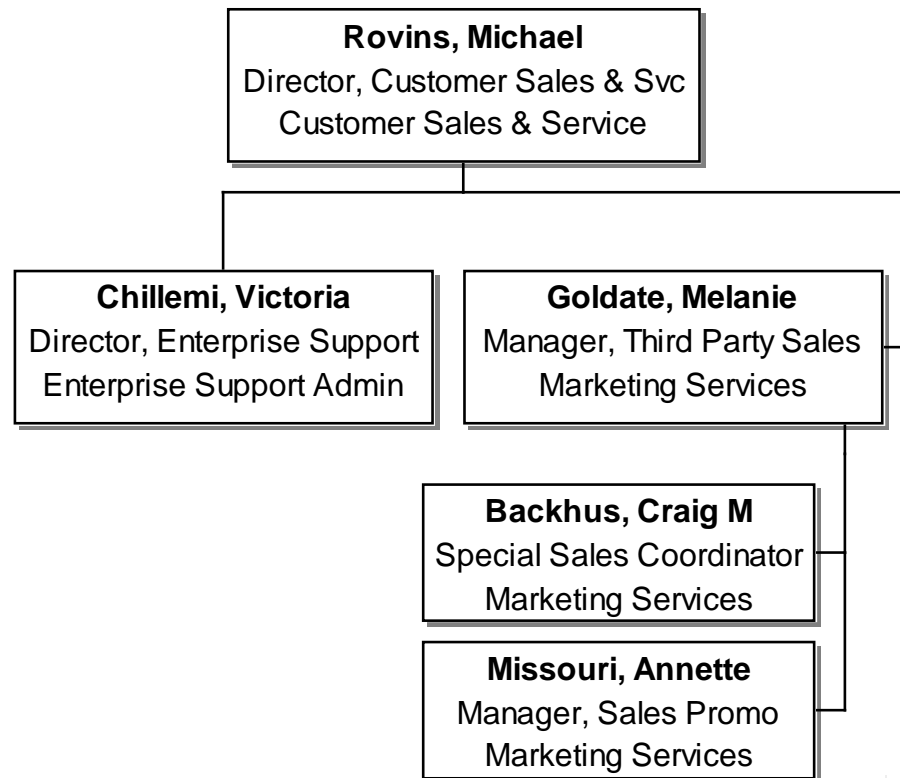 Rovins, Michael
Director, Customer Sales & Svc
Customer Sales & Service
Chillemi, Victoria
Director, Enterprise Support
Enterprise Support Admin
Goldate, Melanie
Manager, Third Party Sales
Marketing Services
Backhus, Craig M
Special Sales Coordinator
Marketing Services
Missouri, Annette
Manager, Sales Promo
Marketing Services